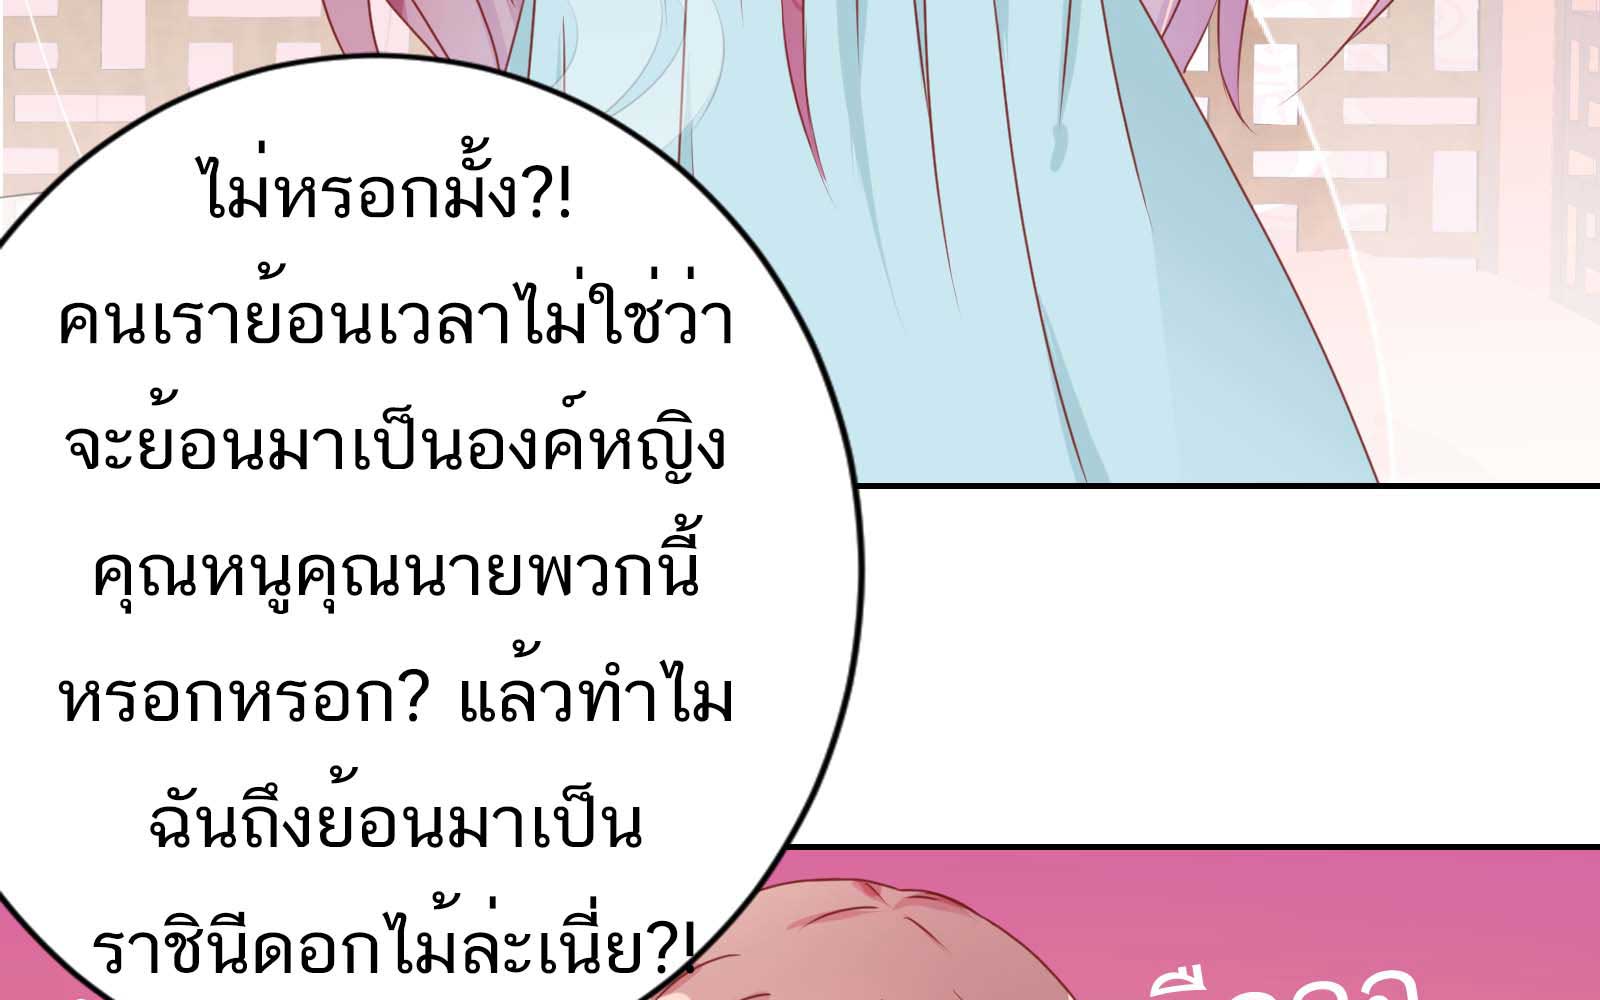 ไม่หรอกมั้ง?!
คนเราย้อนเวลาไม่ใช่ว่า
จะย้อนมาเป็นองค์หญิง
คุณหนูคุณนายพวกนี้
หรอกหรอก? แล้วทำไม
ฉันถึงย้อนมาเป็น
ราชินีดอกไม้ล่ะเนี่ย?!